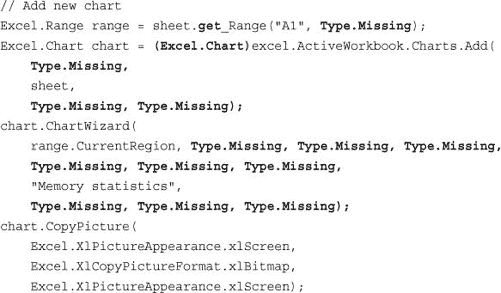 // Add new chart
Excel.Range range = sheet.get_Range("A1", Type.Missing);
Excel.Chart chart = (Excel.Chart)excel.ActiveWorkbook.Charts.Add(
    Type.Missing,
    sheet,
    Type.Missing, Type.Missing);
chart.ChartWizard(
    range.CurrentRegion, Type.Missing, Type.Missing, Type.Missing,
    Type.Missing, Type.Missing, Type.Missing,
    "Memory statistics",
    Type.Missing, Type.Missing, Type.Missing);
chart.CopyPicture(
    Excel.XlPictureAppearance.xlScreen,
    Excel.XlCopyPictureFormat.xlBitmap,
    Excel.XlPictureAppearance.xlScreen);